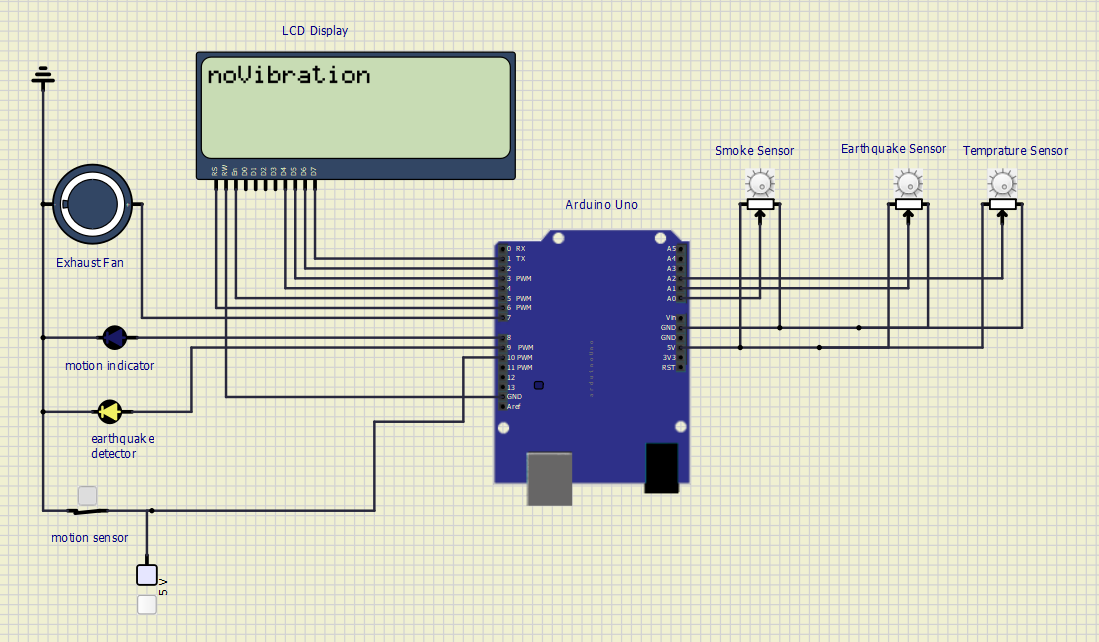 LCD Display
noVibration
RS RW En D0 D1 D2 D3 D4 D5 D6 D7
Smoke Sensor
Earthquake Sensor
Temprature Sensor
Arduino Uno
Exhaust Fan
0 RX
1 TX
2
3 PWM
4
5 PWM
6 PWM
7
8
9 PWM
10 PWM
11 PWM
12
13
GND
Aref
A5
A4
A3
A2
A1
A0
Vin
GND
GND
5V
3V3
RST
motion indicator
earthquake
detector
motion sensor
5 V